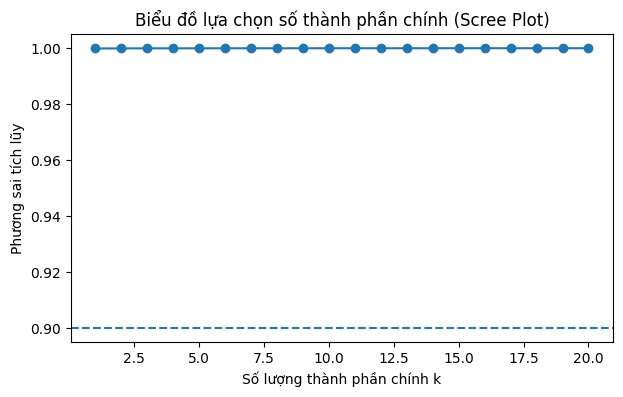 Biểu đồ lựa chọn số thành phần chính (Scree Plot)
Phương sai tích lũy
1.00
0.98
0.96
0.94
0.92
0.90
2.5 5.0 7.5 10.0 12.5 15.0 17.5 20.0
Số lượng thành phần chính k